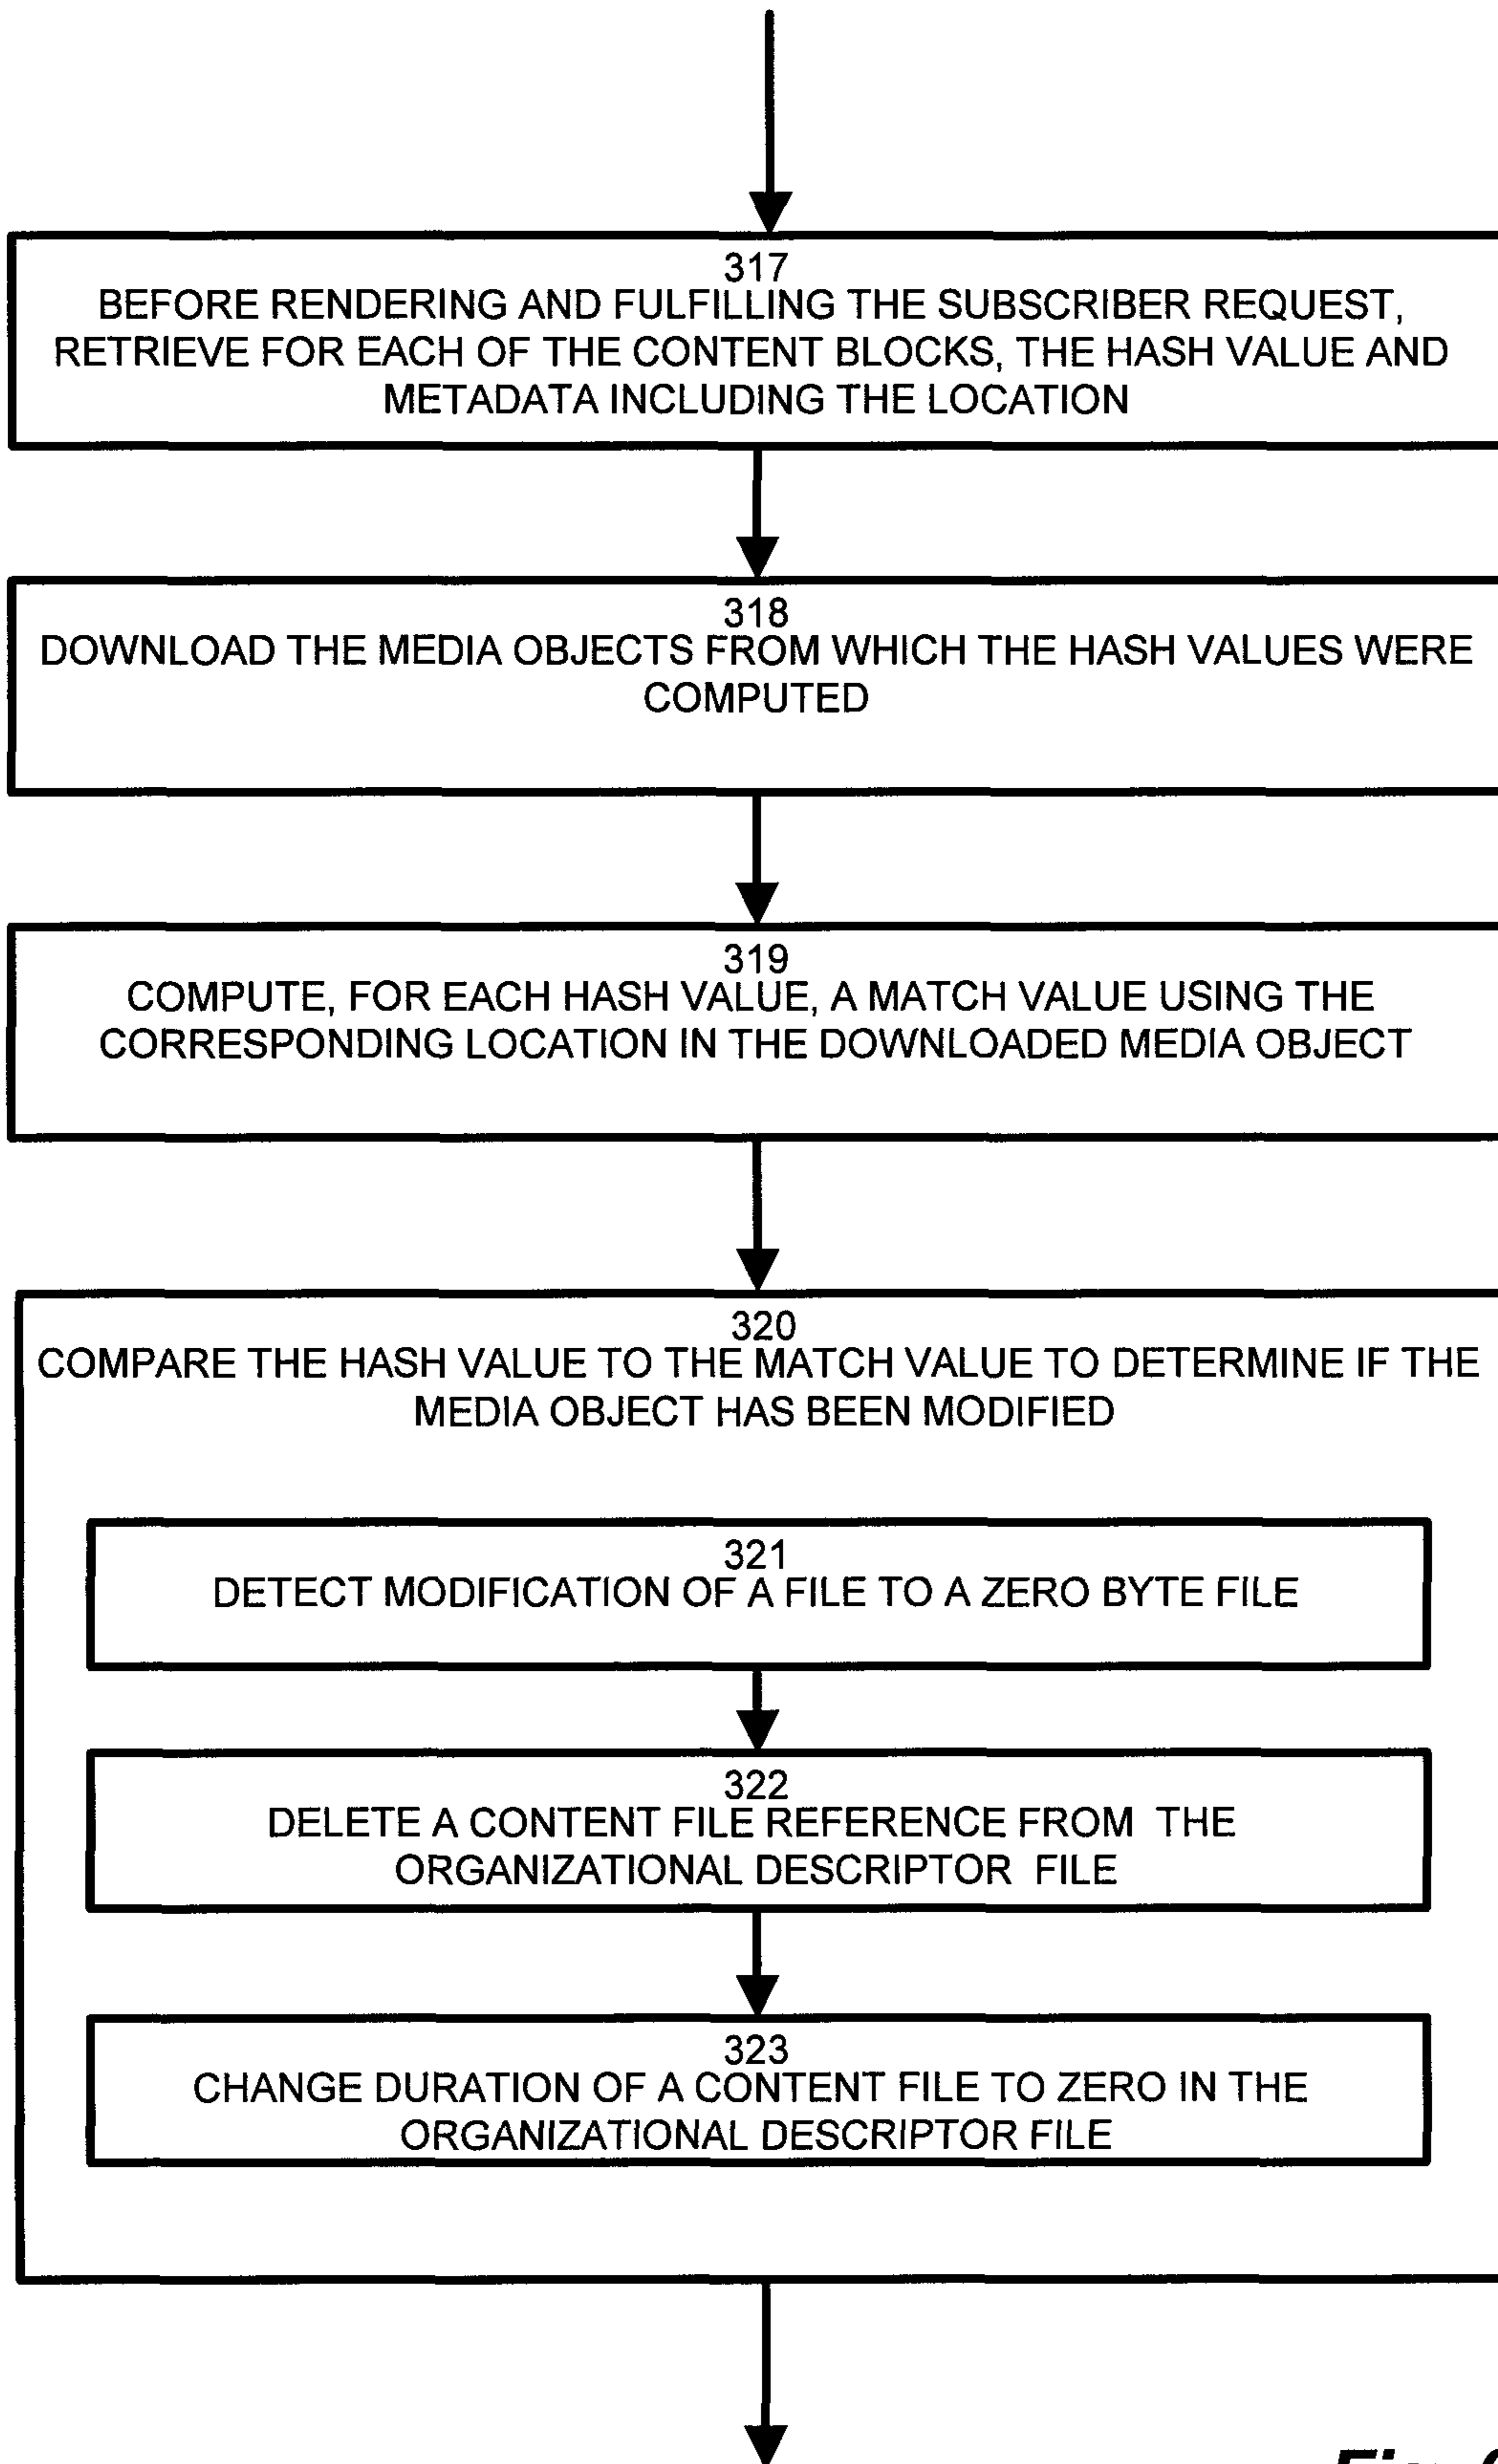 317
BEFORE RENDERING AND FULFILLING THE SUBSCRIBER REQUEST,
RETRIEVE FOR EACH OF THE CONTENT BLOCKS, THE HASH VALUE AND
METADATA INCLUDING THE LOCATION
318
DOWNLOAD THE MEDIA OBJECTS FROM WHICH THE HASH VALUES WERE
COMPUTED
319
COMPUTE, FOR EACH HASH VALUE, A MATCH VALUE USING THE
CORRESPONDING LOCATION IN THE DOWNLOADED MEDIA OBJECT
320
COMPARE THE HASH VALUE TO THE MATCH VALUE TO DETERMINE IF THE
MEDIA OBJECT HAS BEEN MODIFIED
321
DETECT MODIFICATION OF A FILE TO A ZERO BYTE FILE
322
DELETE A CONTENT FILE REFERENCE FROM THE
ORGANIZATIONAL DESCRIPTOR FILE
323
CHANGE DURATION OF A CONTENT FILE TO ZERO IN THE
ORGANIZATIONAL DESCRIPTOR FILE